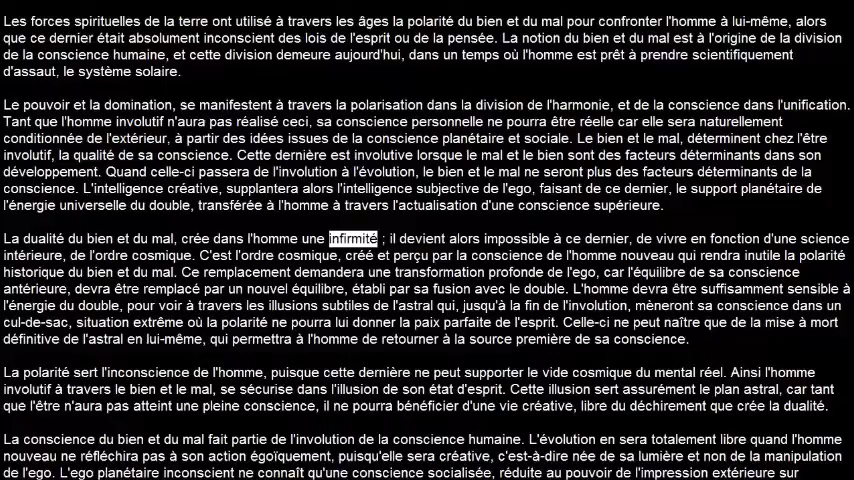 Les forces spirituelles de la terre ont utilisé à travers les âges la polarité du bien et du mal pour confronter l'homme à lui-même, alors
que ce dernier était absolument inconscient des lois de l'esprit ou de la pensée. La notion du bien et du mal est à l'origine de la division
de la conscience humaine, et cette division demeure aujourd'hui, dans un temps où l'homme est prêt à prendre scientifiquement
d'assaut, le système solaire.
Le pouvoir et la domination, se manifestent à travers la polarisation dans la division de l'harmonie, et de la conscience dans l'unification.
Tant que l'homme involutif n'aura pas réalisé ceci, sa conscience personnelle ne pourra être réelle car elle sera naturellement
conditionnée de l'extérieur, à partir des idées issues de la conscience planétaire et sociale. Le bien et le mal, déterminent chez l'être
involutif, la qualité de sa conscience. Cette dernière est involutive lorsque le mal et le bien sont des facteurs déterminants dans son
développement. Quand celle-ci passera de l'involution à l'évolution, le bien et le mal ne seront plus des facteurs déterminants de la
conscience. L'intelligence créative, supplantera alors l'intelligence subjective de l'ego, faisant de ce dernier, le support planétaire de
l'énergie universelle du double, transférée à l'homme à travers l'actualisation d'une conscience supérieure.
La dualité du bien et du mal, crée dans l'homme une infirmité ; il devient alors impossible à ce dernier, de vivre en fonction d'une science
intérieure, de l'ordre cosmique. C'est l'ordre cosmique, créé et perçu par la conscience de l'homme nouveau qui rendra inutile la polarité
historique du bien et du mal. Ce remplacement demandera une transformation profonde de l'ego, car l'équilibre de sa conscience
antérieure, devra être remplacé par un nouvel équilibre, établi par sa fusion avec le double. L'homme devra être suffisamment sensible à
l'énergie du double, pour voir à travers les illusions subtiles de l'astral qui, jusqu'à la fin de l'involution, mèneront sa conscience dans un
cul-de-sac, situation extrême où la polarité ne pourra lui donner la paix parfaite de l'esprit. Celle-ci ne peut naître que de la mise à mort
définitive de l'astral en lui-même, qui permettra à l'homme de retourner à la source première de sa conscience.
La polarité sert l'inconscience de l'homme, puisque cette dernière ne peut supporter le vide cosmique du mental réel. Ainsi l'homme
involutif à travers le bien et le mal, se sécurise dans l'illusion de son état d'esprit. Cette illusion sert assurément le plan astral, car tant
que l'être n'aura pas atteint une pleine conscience, il ne pourra bénéficier d'une vie créative, libre du déchirement que crée la dualité.
La conscience du bien et du mal fait partie de l'involution de la conscience humaine. L'évolution en sera totalement libre quand l'homme
nouveau ne réfléchira pas à son action égoïquement, puisqu'elle sera créative, c'est-à-dire née de sa lumière et non de la manipulation
de l'ego. L'ego planétaire inconscient ne connaît qu'une conscience socialisée, réduite au pouvoir de l'impression extérieure sur